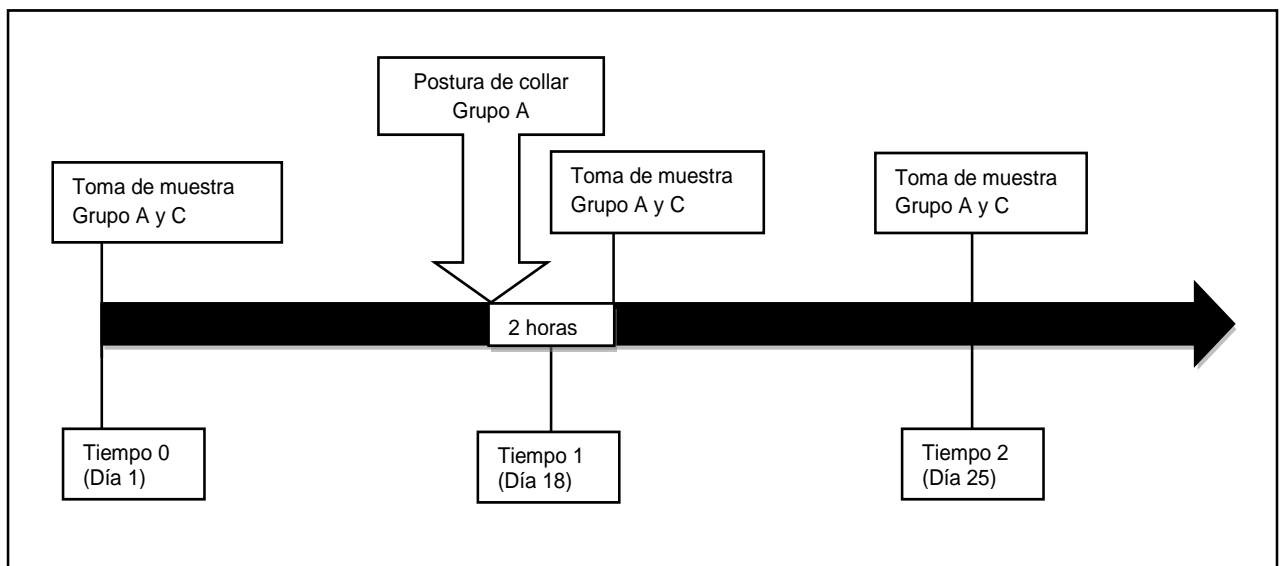 Postura de collar
Grupo A
Toma de muestra
Grupo A y C
Toma de muestra
Grupo A y C
Toma de muestra
Grupo A y C
2 horas
Tiempo 0
(Día 1)
Tiempo 1
(Día 18)
Tiempo 2
(Día 25)